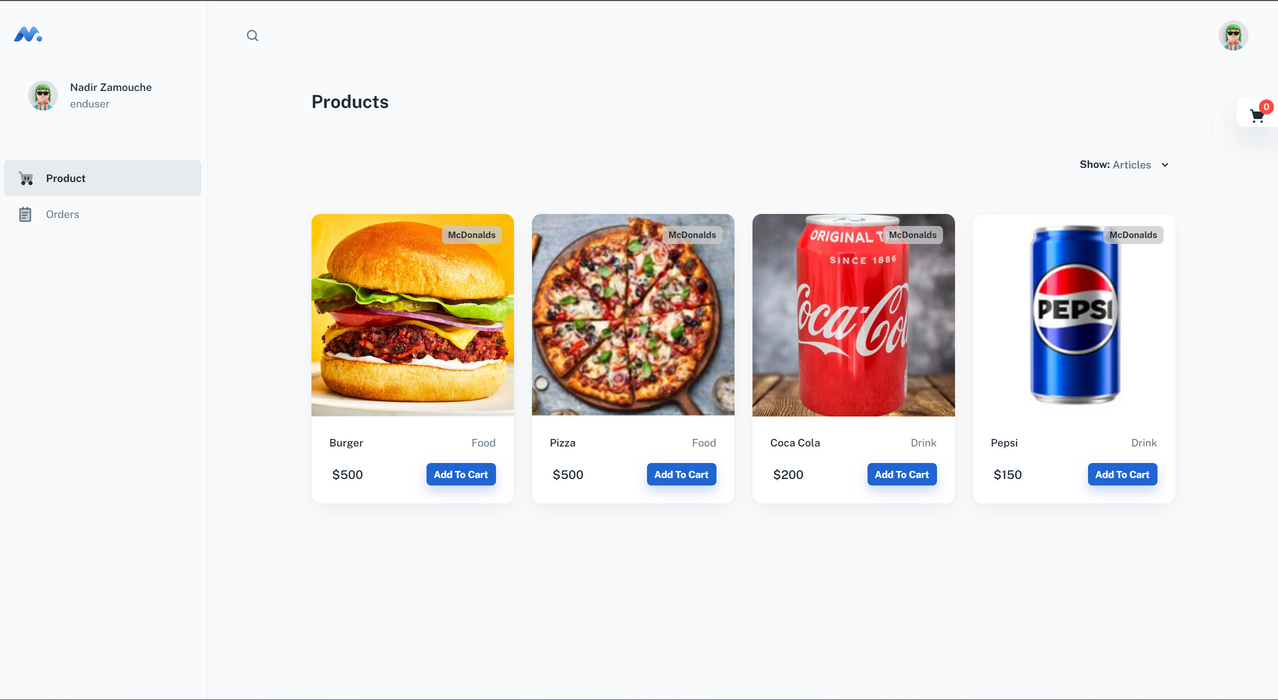 Nadir Zamouche
enduser
Product
Orders
Products
0
Show: Articles
McDonalds
McDonalds
ORIGINAL T
SINCE 1886
Coca-Col
McDonalds
PEPSI
McDonalds
Burger Food
$500 Add To Cart
Pizza Food
$500 Add To Cart
Coca Cola Drink
$200 Add To Cart
Pepsi Drink
$150 Add To Cart